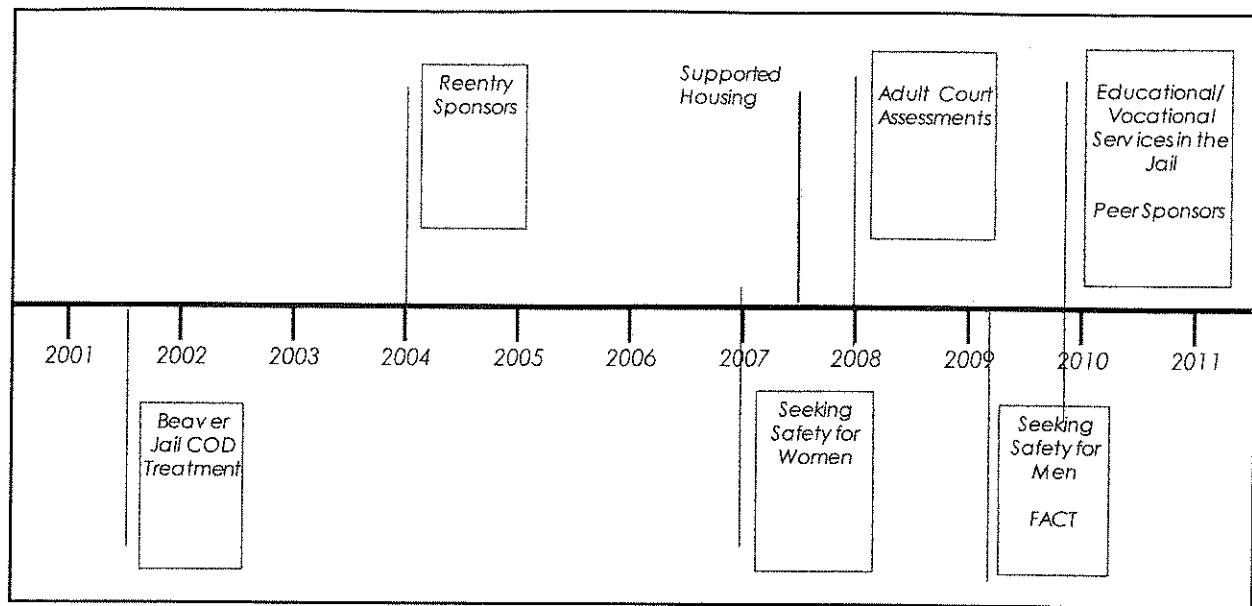 Reentry
Sponsors
Supported
Housing
Adult Court
Assessments
Educational/
Vocational
Services in the
Jail
Peer Sponsors
2001 2002 2003 2004 2005 2006 2007 2008 2009 2010 2011
Beaver
Jail COD
Treatment
Seeking
Safety for
Women
Seeking
Safety for
Men
FACT